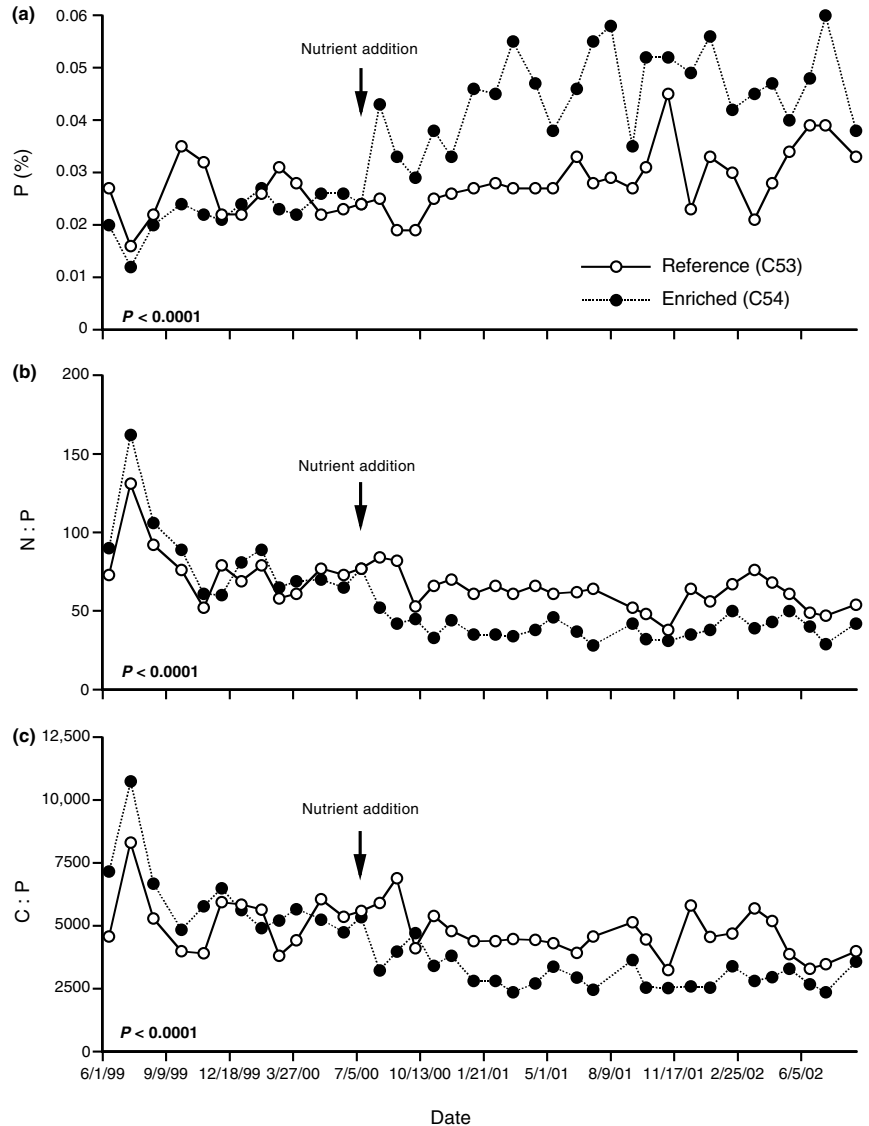 (a)
0.06
0.05
Nutrient addition
0.04
P (%)
0.03
0.02
Reference (C53)
0.01
Enriched (C54)
P < 0.0001
0
(b)
200
150
Nutrient addition
N : P
100
50
P < 0.0001
0
(c)
12,500
10,000
Nutrient addition
7500
C : P
5000
2500
P < 0.0001
0
6/1/99 9/9/99 12/18/99 3/27/00 7/5/00 10/13/00 1/21/01 5/1/01 8/9/01 11/17/01 2/25/02 6/5/02
Date